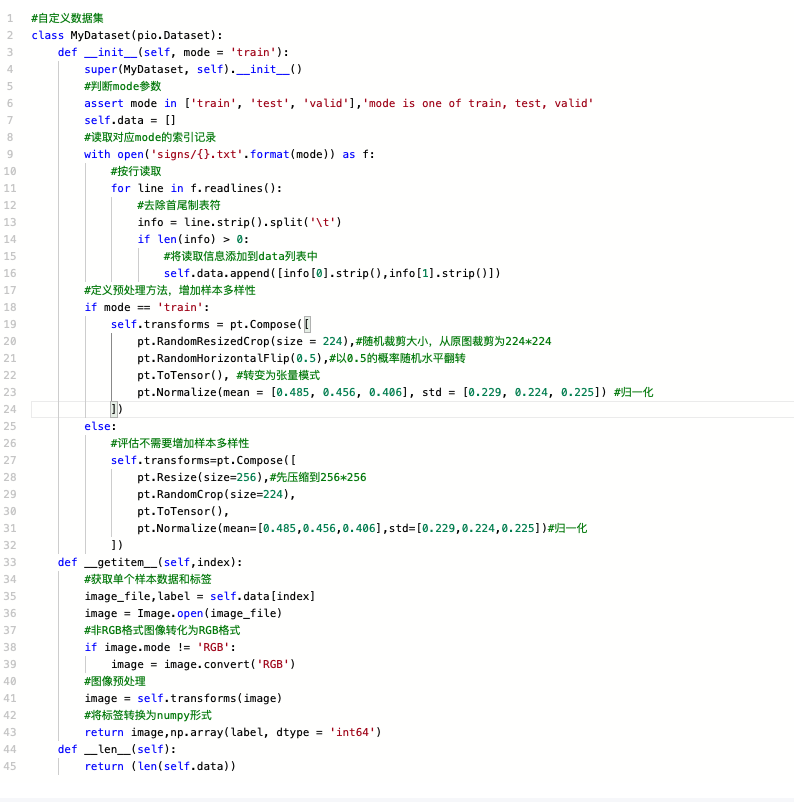 1 #自定义数据集
2 class MyDataset(pio.Dataset):
3     def __init__(self, mode = 'train'):
4         super(MyDataset, self).__init__()
5         #判断mode参数
6         assert mode in ['train', 'test', 'valid'],'mode is one of train, test, valid'
7         self.data = []
8         #读取对应mode的索引记录
9         with open('signs/{}.txt'.format(mode)) as f:
10             #按行读取
11             for line in f.readlines():
12                 #去除首尾制表符
13                 info = line.strip().split('\t')
14                 if len(info) > 0:
15                     #将读取信息添加到data列表中
16                     self.data.append([info[0].strip(),info[1].strip()])
17         #定义预处理方法，增加样本多样性
18         if mode == 'train':
19             self.transforms = pt.Compose([
20                 pt.RandomResizedCrop(size = 224),#随机裁剪大小，从原图裁剪为224*224
21                 pt.RandomHorizontalFlip(0.5),#以0.5的概率随机水平翻转
22                 pt.ToTensor(), #转变为张量模式
23                 pt.Normalize(mean = [0.485, 0.456, 0.406], std = [0.229, 0.224, 0.225]) #归一化
24             ])
25         else:
26             #评估不需要增加样本多样性
27             self.transforms=pt.Compose([
28                 pt.Resize(size=256),#先压缩到256*256
29                 pt.RandomCrop(size=224),
30                 pt.ToTensor(),
31                 pt.Normalize(mean=[0.485,0.456,0.406],std=[0.229,0.224,0.225])#归一化
32             ])
33     def __getitem__(self,index):
34         #获取单个样本数据和标签
35         image_file,label = self.data[index]
36         image = Image.open(image_file)
37         #非RGB格式图像转化为RGB格式
38         if image.mode != 'RGB':
39             image = image.convert('RGB')
40         #图像预处理
41         image = self.transforms(image)
42         #将标签转换为numpy形式
43         return image,np.array(label, dtype = 'int64')
44     def __len__(self):
45         return (len(self.data))